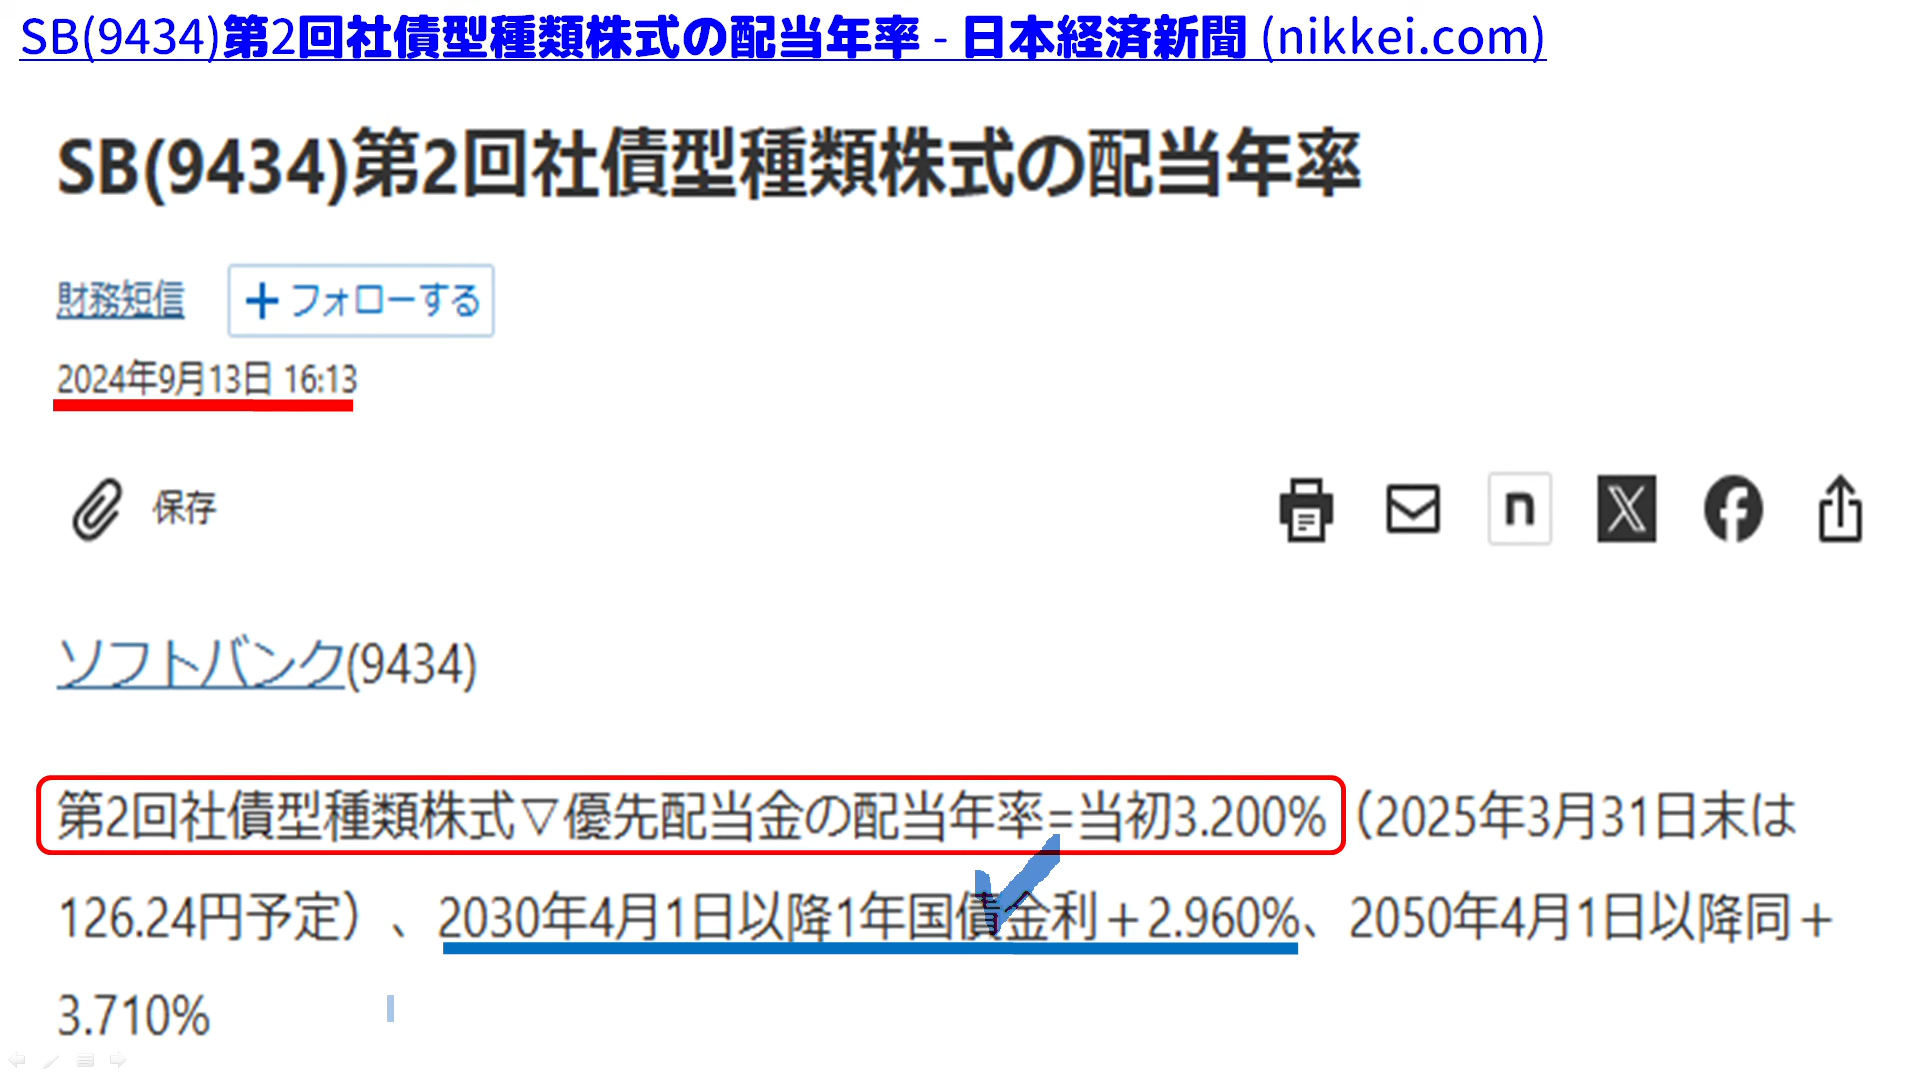 SB(9434)第2回社債型種類株式の配当年率 - 日本経済新聞 (nikkei.com)
SB(9434)第2回社債型種類株式の配当年率
財務短信 +フォローする
2024年9月13日 16:13
保存 n X f
ソフトバンク(9434)
第2回社債型種類株式▽優先配当金の配当年率=当初3.200%（2025年3月31日末は
126.24円予定）、2030年4月1日以降1年国債金利＋2.960%、2050年4月1日以降同＋
3.710%